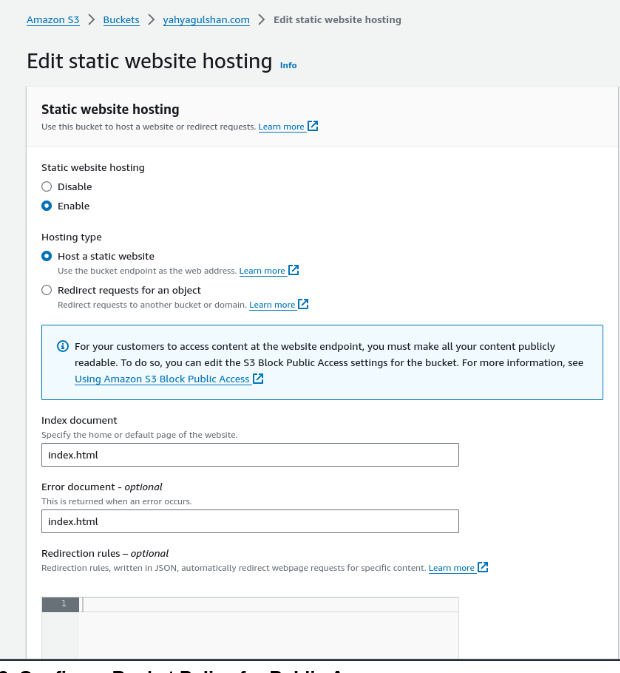 Amazon S3 > Buckets > yahyagulshan.com > Edit static website hosting
Edit static website hosting Info
Static website hosting
Use this bucket to host a website or redirect requests. Learn more
Static website hosting
Disable
Enable
Hosting type
Host a static website
Use the bucket endpoint as the web address. Learn more
Redirect requests for an object
Redirect requests to another bucket or domain. Learn more
For your customers to access content at the website endpoint, you must make all your content publicly
readable. To do so, you can edit the S3 Block Public Access settings for the bucket. For more information, see
Using Amazon S3 Block Public Access
Index document
Specify the home or default page of the website.
index.html
Error document - optional
This is returned when an error occurs.
index.html
Redirection rules – optional
Redirection rules, written in JSON, automatically redirect webpage requests for specific content. Learn more
1